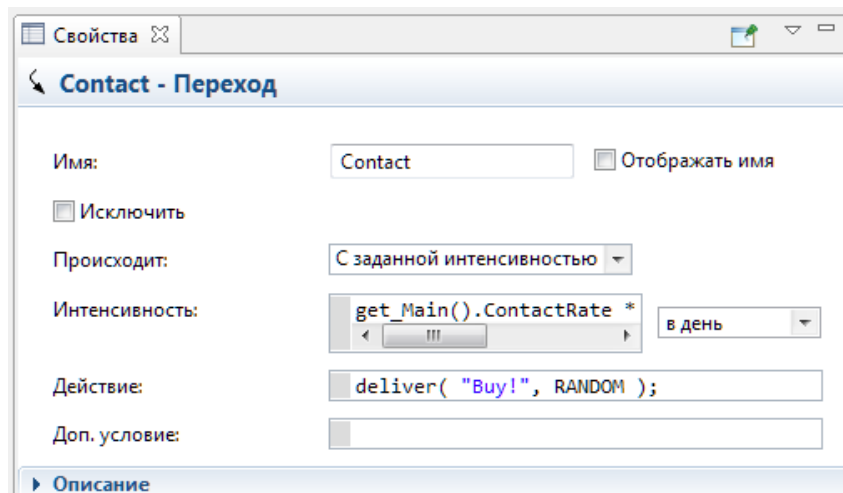 Свойства
Contact - Переход
Имя: Contact Отображать имя
Исключить
Происходит: С заданной интенсивностью
Интенсивность: get_Main().ContactRate * в день
Действие: deliver( "Buy!", RANDOM );
Доп. условие:
Описание